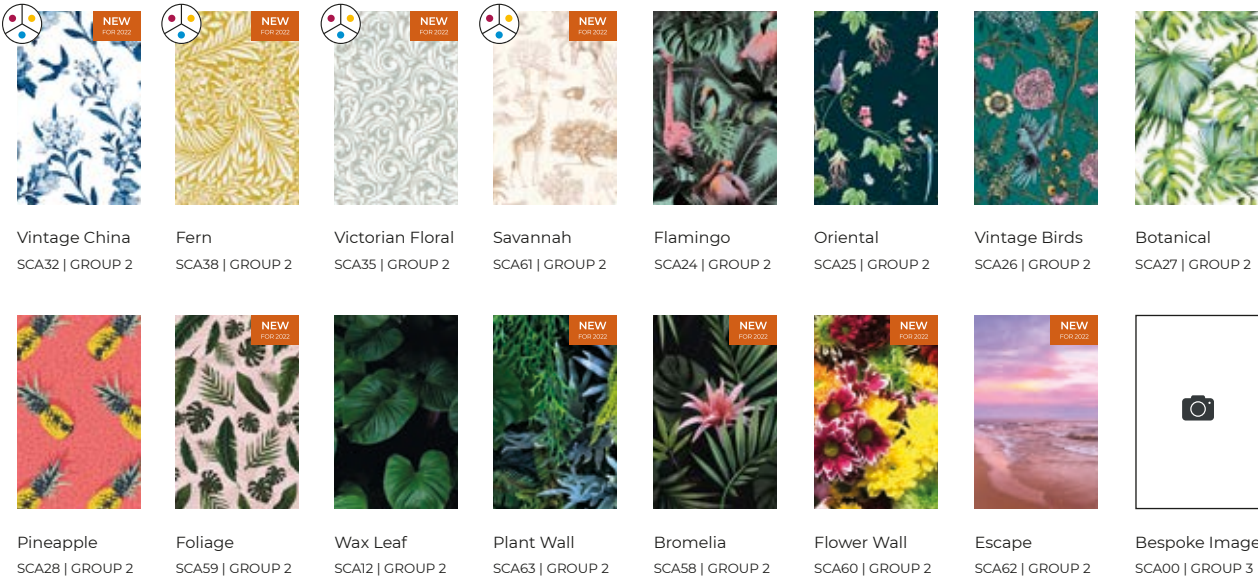 NEW
FOR 2022
NEW
FOR 2022
NEW
FOR 2022
NEW
FOR 2022
Vintage China
SCA32 | GROUP 2
Fern
SCA38 | GROUP 2
Victorian Floral
SCA35 | GROUP 2
Savannah
SCA61 | GROUP 2
Flamingo
SCA24 | GROUP 2
Oriental
SCA25 | GROUP 2
Vintage Birds
SCA26 | GROUP 2
Botanical
SCA27 | GROUP 2
NEW
FOR 2022
NEW
FOR 2022
NEW
FOR 2022
NEW
FOR 2022
NEW
FOR 2022
Pineapple
SCA28 | GROUP 2
Foliage
SCA59 | GROUP 2
Wax Leaf
SCA12 | GROUP 2
Plant Wall
SCA63 | GROUP 2
Bromelia
SCA58 | GROUP 2
Flower Wall
SCA60 | GROUP 2
Escape
SCA62 | GROUP 2
Bespoke Image
SCA00 | GROUP 3